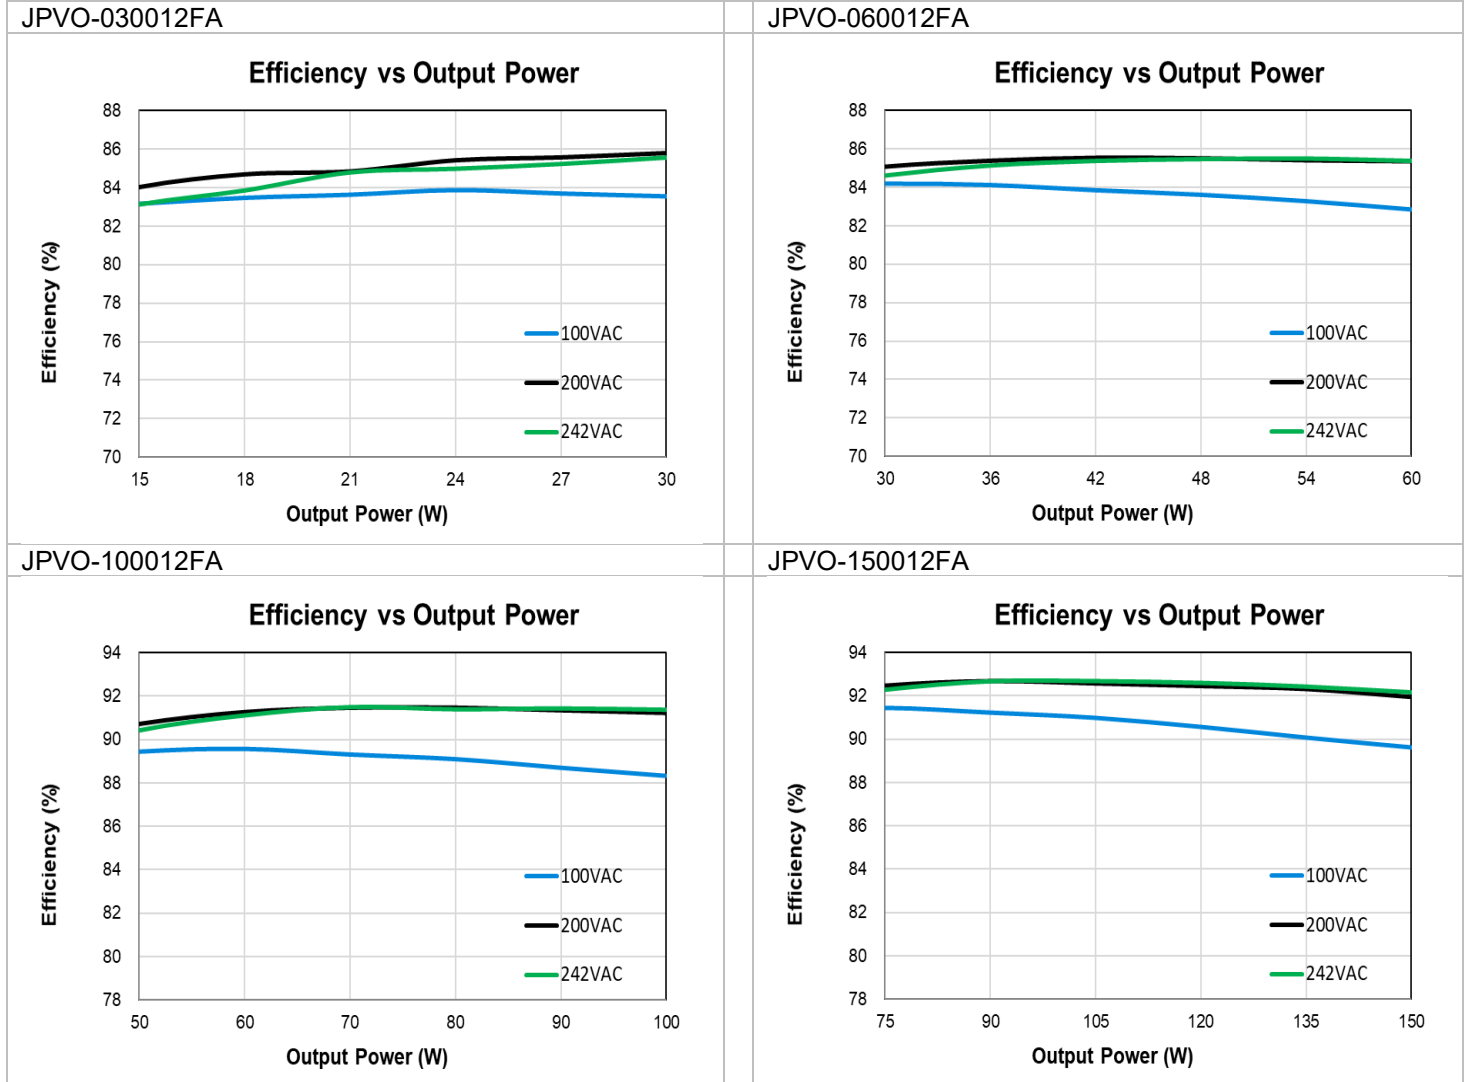 JPVO-030012FA
JPVO-060012FA
Efficiency vs Output Power
88
86
84
82
80
78
76
74
72
70
Efficiency (%)
100VAC
200VAC
242VAC
15 18 21 24 27 30
Output Power (W)
Efficiency vs Output Power
88
86
84
82
80
78
76
74
72
70
Efficiency (%)
100VAC
200VAC
242VAC
30 36 42 48 54 60
Output Power (W)
JPVO-100012FA
JPVO-150012FA
Efficiency vs Output Power
94
92
90
88
86
84
82
80
78
Efficiency (%)
100VAC
200VAC
242VAC
50 60 70 80 90 100
Output Power (W)
Efficiency vs Output Power
94
92
90
88
86
84
82
80
78
Efficiency (%)
100VAC
200VAC
242VAC
75 90 105 120 135 150
Output Power (W)